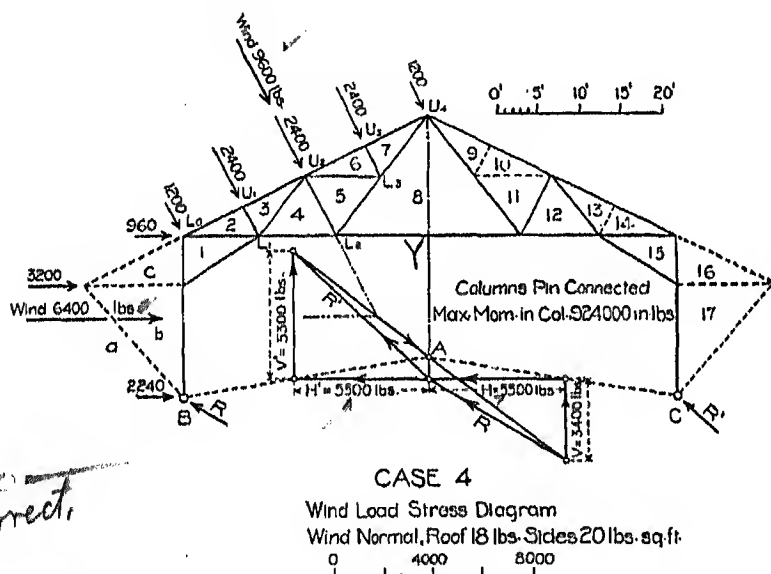 Wind 9600 lbs.
1200
2400
2400
2400
1200
0' 5' 10' 15' 20'
U4
U3
U2
U1
L0
7
6
5
4
3
2
1
8
9
10
11
12
13
14
15
16
17
L3
L2
L1
Y
960
3200
Wind 6400 lbs.
2240
c
b
a
Columns Pin Connected
Max. Mom. in Col. 924000 in lbs.
V'= 5300 lbs.
R'
A
H'= 5500 lbs.
H= 5500 lbs.
V= 3400 lbs.
R
B
R
C
R'
CASE 4
Wind Load Stress Diagram
Wind Normal, Roof 18 lbs. Sides 20 lbs. sq. ft.
0 4000 8000